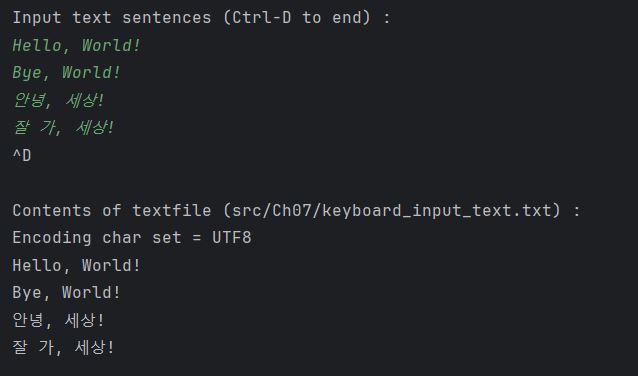 Input text sentences (Ctrl-D to end) :
Hello, World!
Bye, World!
안녕, 세상!
잘 가, 세상!
^D
Contents of textfile (src/Ch07/keyboard_input_text.txt) :
Encoding char set = UTF8
Hello, World!
Bye, World!
안녕, 세상!
잘 가, 세상!